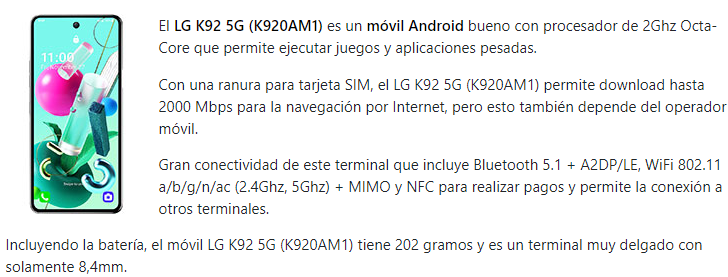 El LG K92 5G (K920AM1) es un móvil Android bueno con procesador de 2Ghz Octa-
Core que permite ejecutar juegos y aplicaciones pesadas.
Con una ranura para tarjeta SIM, el LG K92 5G (K920AM1) permite download hasta
2000 Mbps para la navegación por Internet, pero esto también depende del operador
móvil.
Gran conectividad de este terminal que incluye Bluetooth 5.1 + A2DP/LE, WiFi 802.11
a/b/g/n/ac (2.4Ghz, 5Ghz) + MIMO y NFC para realizar pagos y permite la conexión a
otros terminales.
Incluyendo la batería, el móvil LG K92 5G (K920AM1) tiene 202 gramos y es un terminal muy delgado con
solamente 8,4mm.
11:00